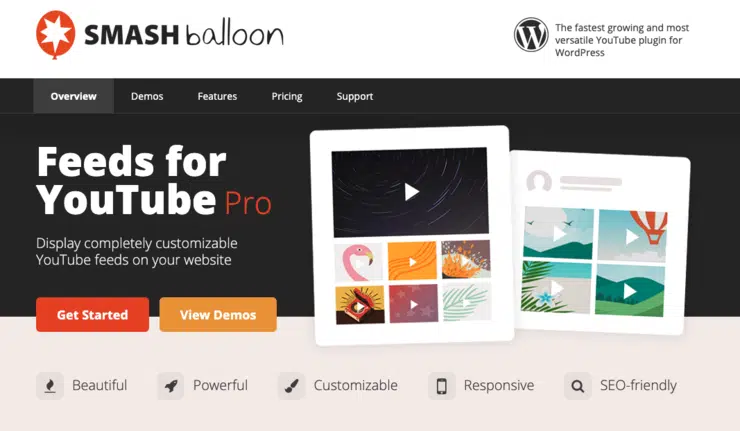 SMASH balloon
The fastest growing and most
versatile YouTube plugin for
WordPress
Overview Demos Features Pricing Support
Feeds for
YouTube Pro
Display completely customizable
YouTube feeds on your website
Get Started View Demos
Beautiful Powerful Customizable Responsive SEO-friendly